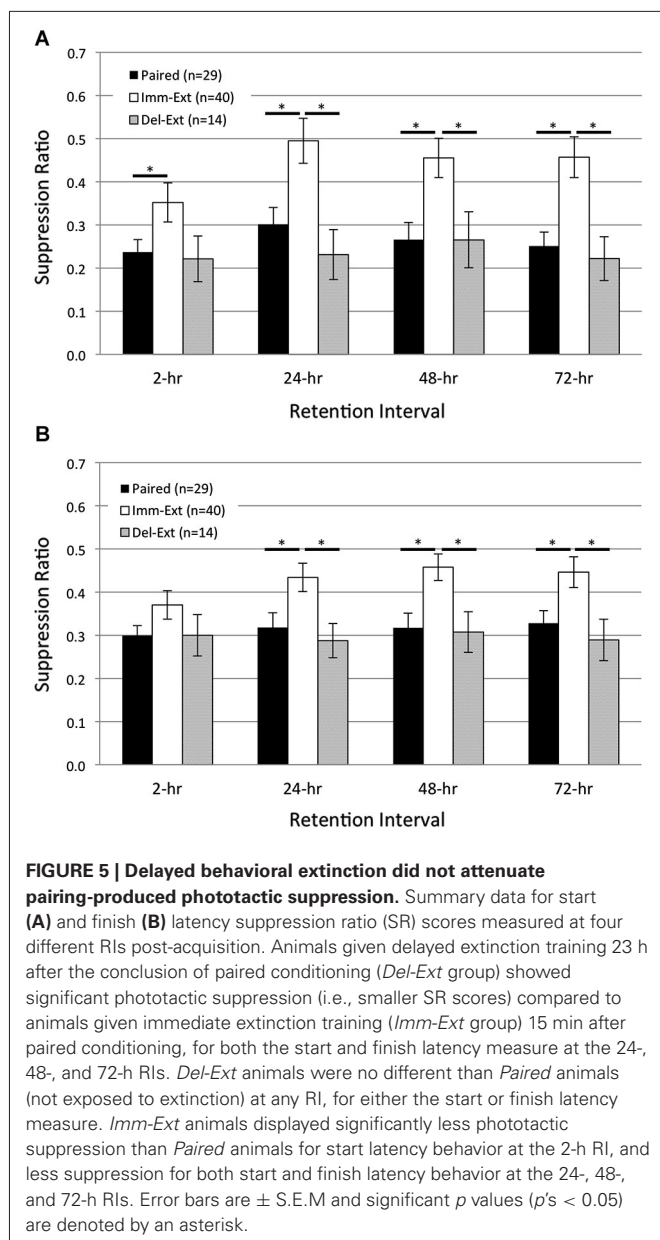 A
0.7
Paired (n=29)
0.6
Imm-Ext (n=40)
* *
Del-Ext (n=14)
* * * *
0.5
*
0.4
0.3
0.2
0.1
0.0
Suppression Ratio
2-hr 24-hr 48-hr 72-hr
Retention Interval
B
0.7
Paired (n=29)
0.6
Imm-Ext (n=40)
Del-Ext (n=14)
* * * * * *
0.5
0.4
0.3
0.2
0.1
0.0
Suppression Ratio
2-hr 24-hr 48-hr 72-hr
Retention Interval
FIGURE 5 | Delayed behavioral extinction did not attenuate
pairing-produced phototactic suppression. Summary data for start
(A) and finish (B) latency suppression ratio (SR) scores measured at four
different RIs post-acquisition. Animals given delayed extinction training 23 h
after the conclusion of paired conditioning (Del-Ext group) showed
significant phototactic suppression (i.e., smaller SR scores) compared to
animals given immediate extinction training (Imm-Ext group) 15 min after
paired conditioning, for both the start and finish latency measure at the 24-,
48-, and 72-h RIs. Del-Ext animals were no different than Paired animals
(not exposed to extinction) at any RI, for either the start or finish latency
measure. Imm-Ext animals displayed significantly less phototactic
suppression than Paired animals for start latency behavior at the 2-h RI, and
less suppression for both start and finish latency behavior at the 24-, 48-,
and 72-h RIs. Error bars are ± S.E.M and significant p values (p's < 0.05)
are denoted by an asterisk.